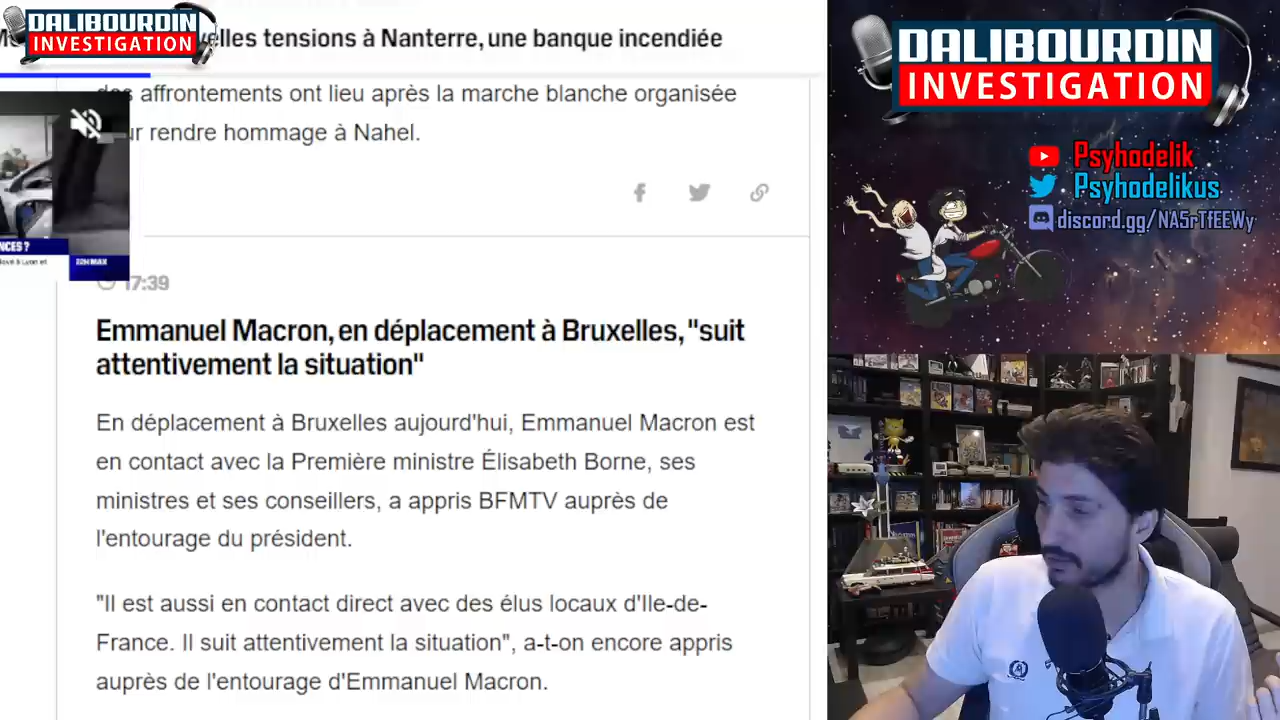 DALIBOURDIN
INVESTIGATION
elles tensions à Nanterre, une banque incendiée
affrontements ont lieu après la marche blanche organisée
ur rendre hommage à Nahel.
NCES ?
22H MAX
17:39
Emmanuel Macron, en déplacement à Bruxelles, "suit
attentivement la situation"
En déplacement à Bruxelles aujourd'hui, Emmanuel Macron est
en contact avec la Première ministre Élisabeth Borne, ses
ministres et ses conseillers, a appris BFMTV auprès de
l'entourage du président.
"Il est aussi en contact direct avec des élus locaux d'Ile-de-
France. Il suit attentivement la situation", a-t-on encore appris
auprès de l'entourage d'Emmanuel Macron.
DALIBOURDIN
INVESTIGATION
Psyhodelik
Psyhodelikus
discord.gg/NA5rTfEEWy